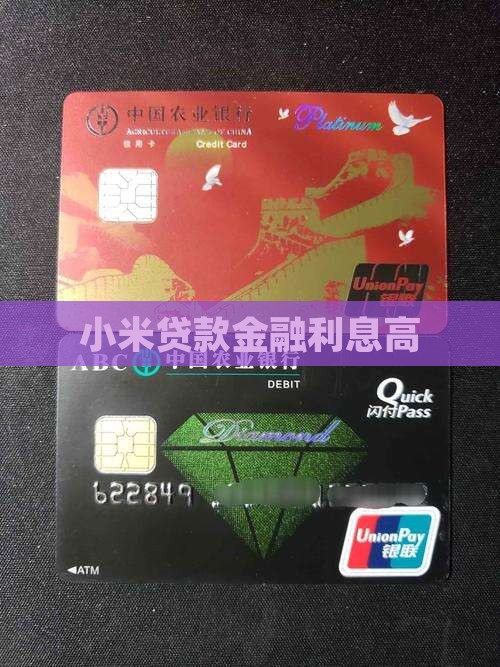 中国农业银行
AGRICULTURAL BANK OF CHINA
信用卡 Credit Card
Platinum
UnionPay
银联
小米贷款金融利息高
ABC 中国农业银行
DEBIT
Quick
闪付Pass
Diamond
622849
UnionPay
银联
◄ATM